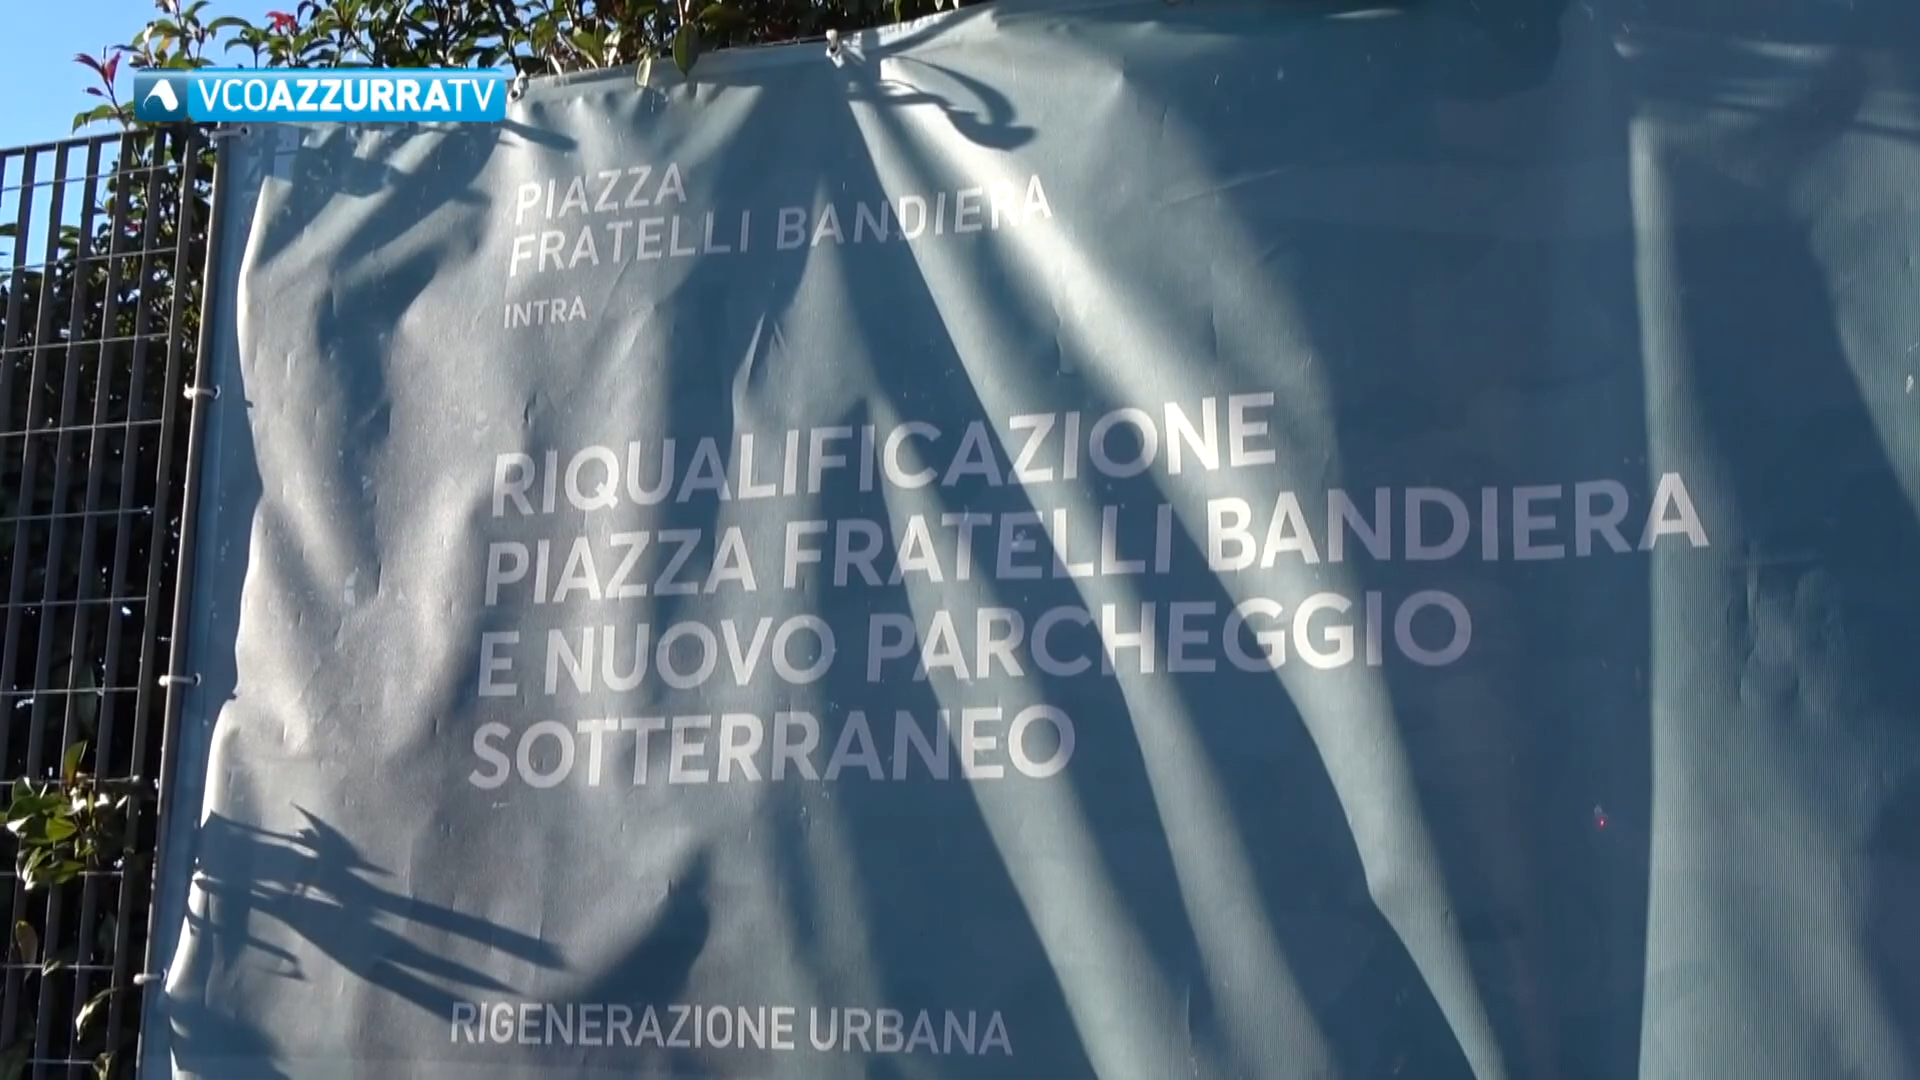 VCOAZZURRATV
PIAZZA
FRATELLI BANDIERA
INTRA
RIQUALIFICAZIONE
PIAZZA FRATELLI BANDIERA
E NUOVO PARCHEGGIO
SOTTERRANEO
RIGENERAZIONE URBANA